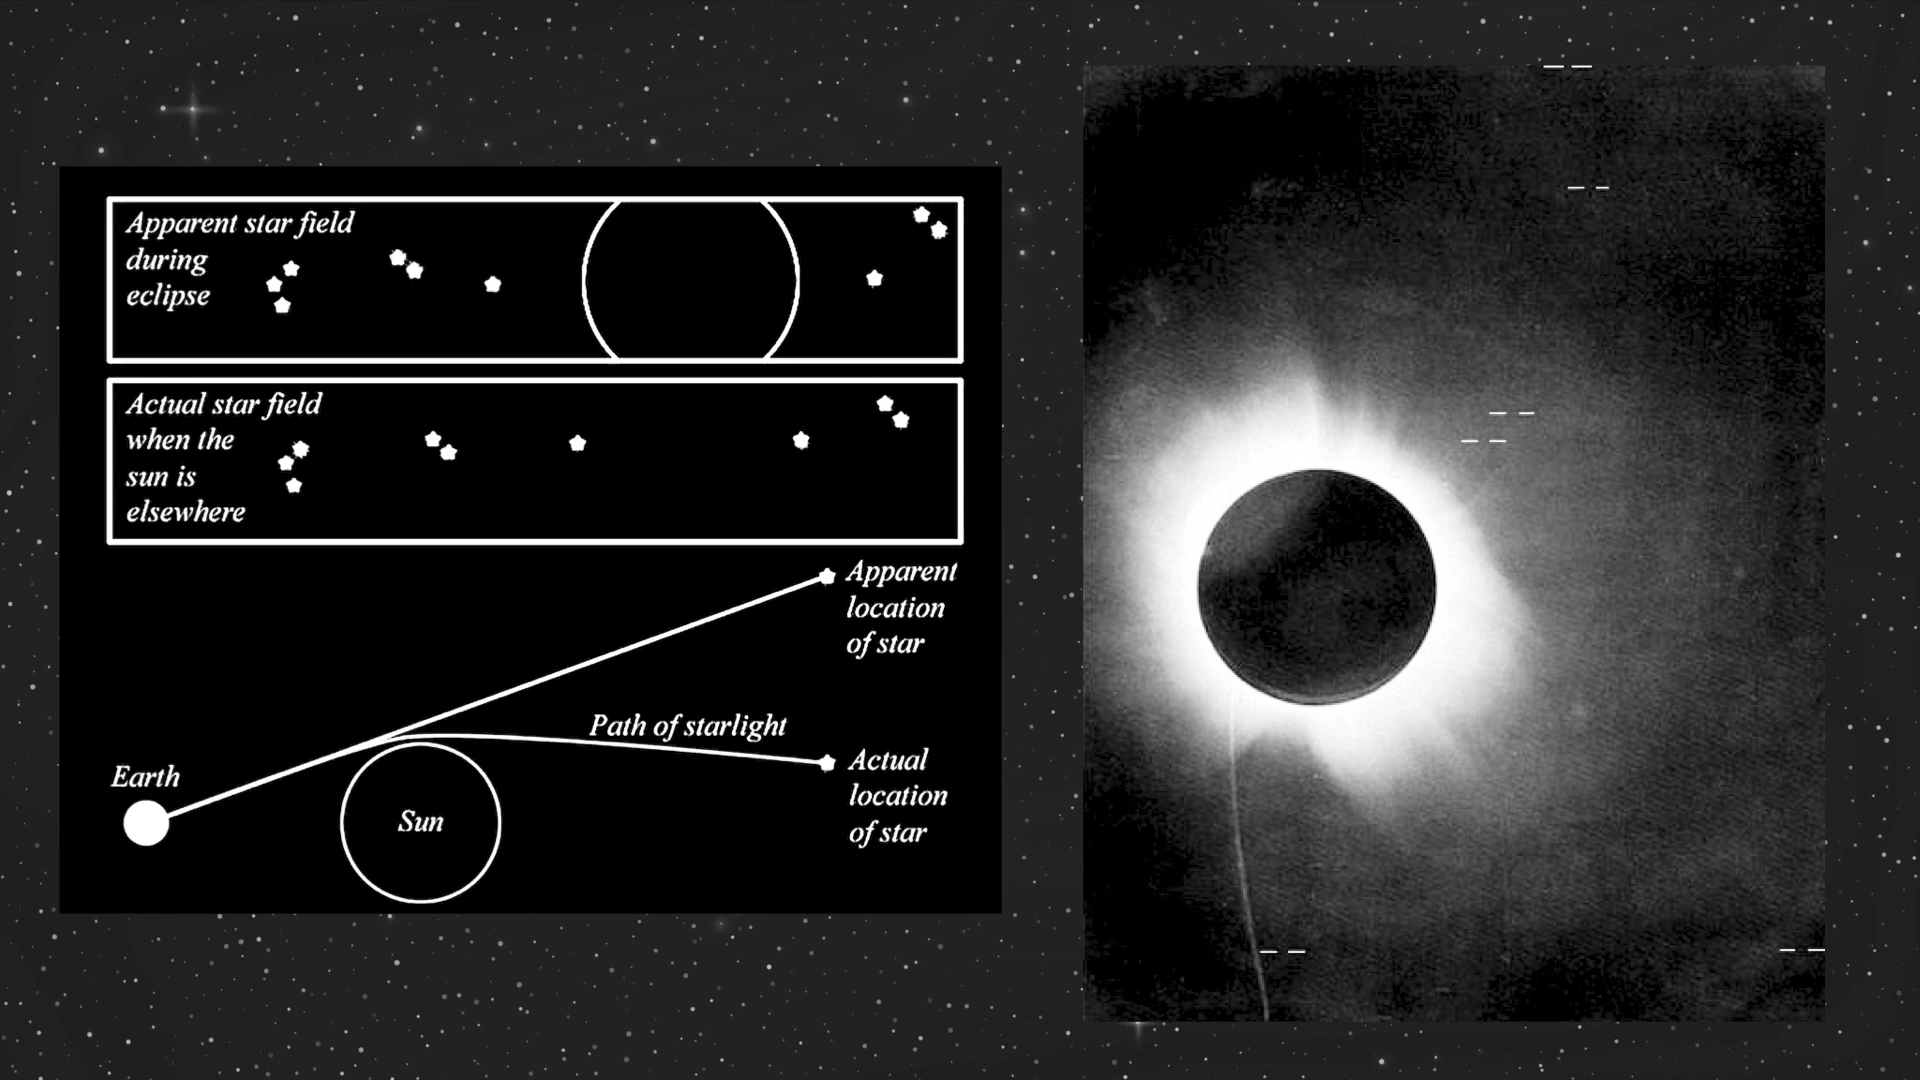 Apparent star field
during
eclipse
Actual star field
when the
sun is
elsewhere
Apparent
location
of star
Path of starlight
Actual
location
of star
Earth
Sun